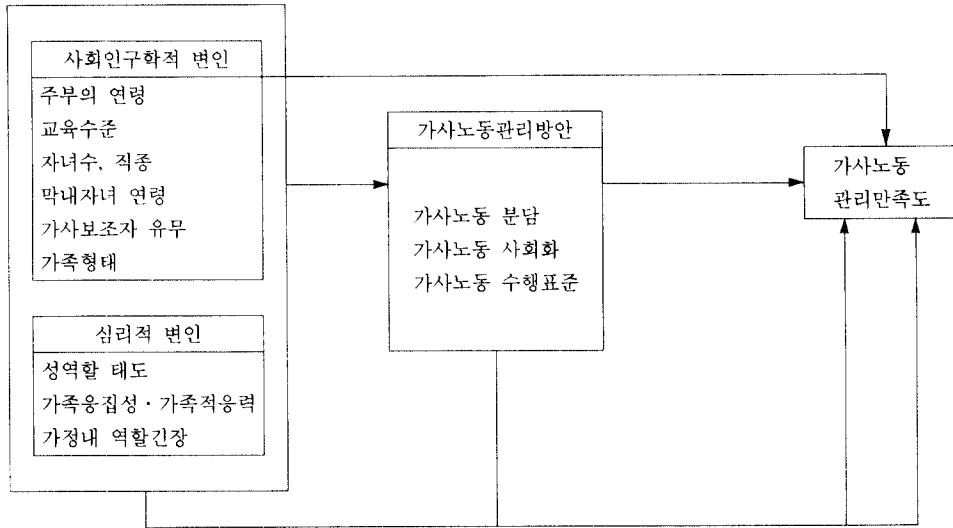 사회인구학적 변인
주부의 연령
교육수준
자녀수, 직종
막내자녀 연령
가사보조자 유무
가족형태
심리적 변인
성역할 태도
가족응집성·가족적응력
가정내 역할긴장
가사노동관리방안
가사노동 분담
가사노동 사회화
가사노동 수행표준
가사노동
관리만족도